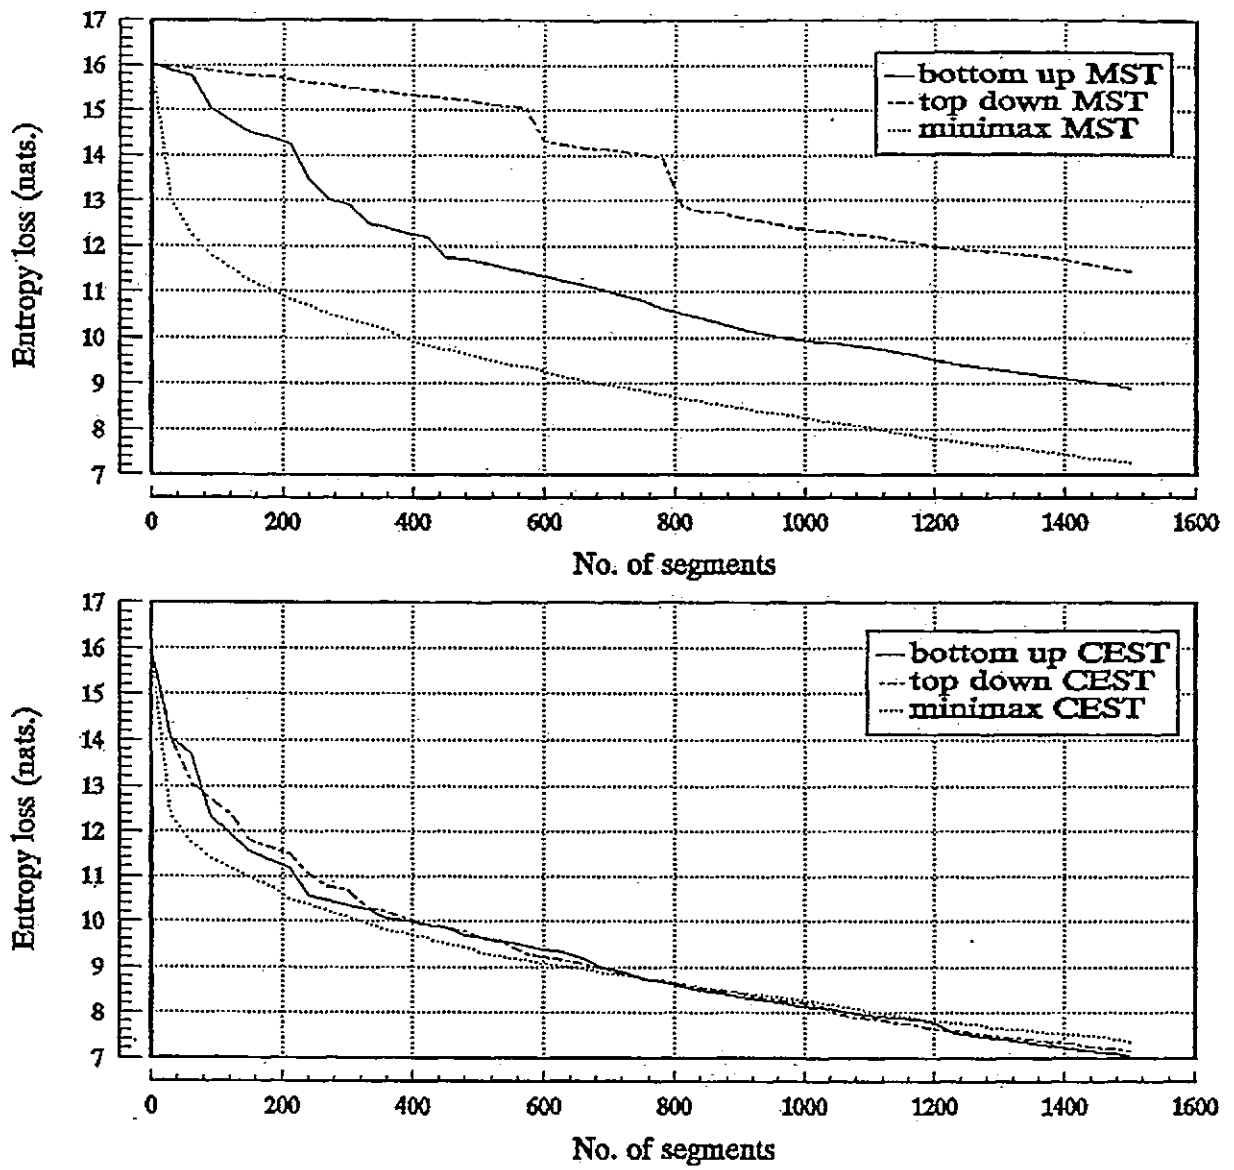 17
16
15
14
13
12
11
10
9
8
7
Entropy loss (nats.)
bottom up MST
top down MST
minimax MST
0 200 400 600 800 1000 1200 1400 1600
No. of segments
17
16
15
14
13
12
11
10
9
8
7
Entropy loss (nats.)
bottom up CEST
top down CEST
minimax CEST
0 200 400 600 800 1000 1200 1400 1600
No. of segments